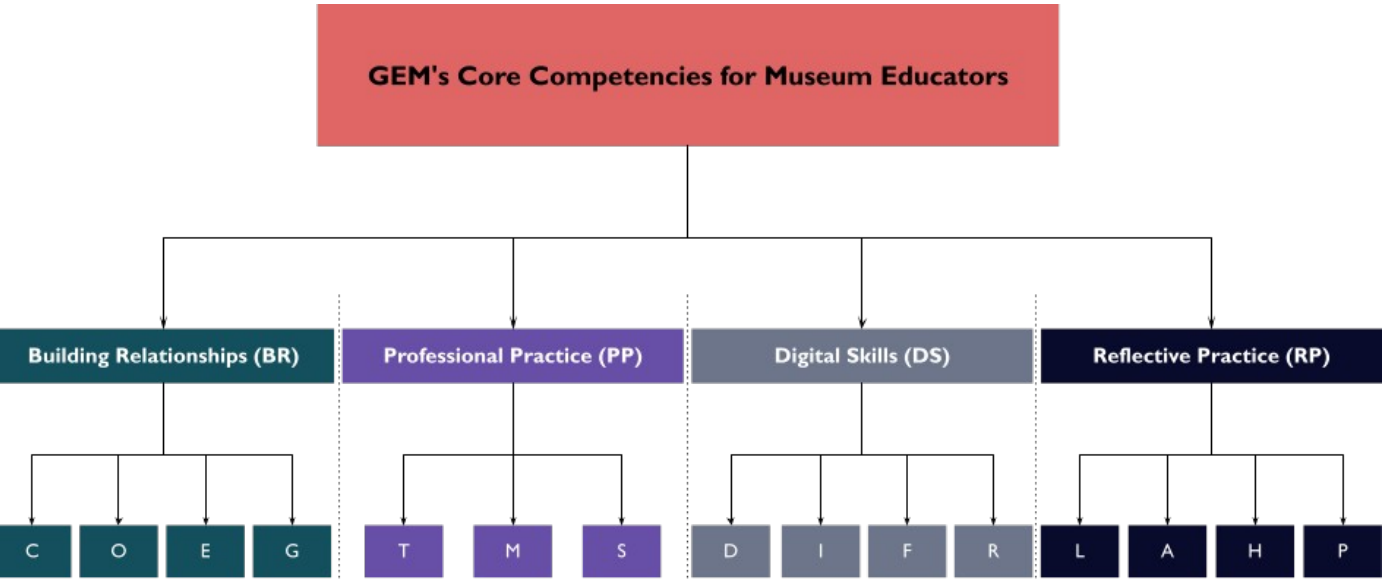 GEM's Core Competencies for Museum Educators
Building Relationships (BR)
Professional Practice (PP)
Digital Skills (DS)
Reflective Practice (RP)
C
O
E
G
T
M
S
D
I
F
R
L
A
H
P